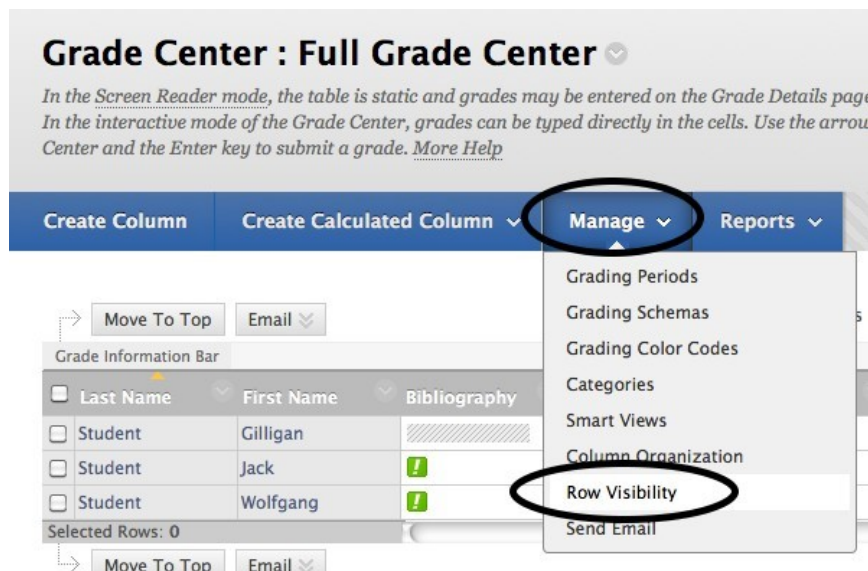 Grade Center : Full Grade Center
In the Screen Reader mode, the table is static and grades may be entered on the Grade Details page
In the interactive mode of the Grade Center, grades can be typed directly in the cells. Use the arrow
Center and the Enter key to submit a grade. More Help
Create Column Create Calculated Column Manage Reports
Grading Periods
Grading Schemas
Grading Color Codes
Categories
Smart Views
Column Organization
Row Visibility
Send Email
Move To Top Email
s
Grade Information Bar
Last Name First Name Bibliography
Student Gilligan
Student Jack !
Student Wolfgang !
Selected Rows: 0
Move To Top Email